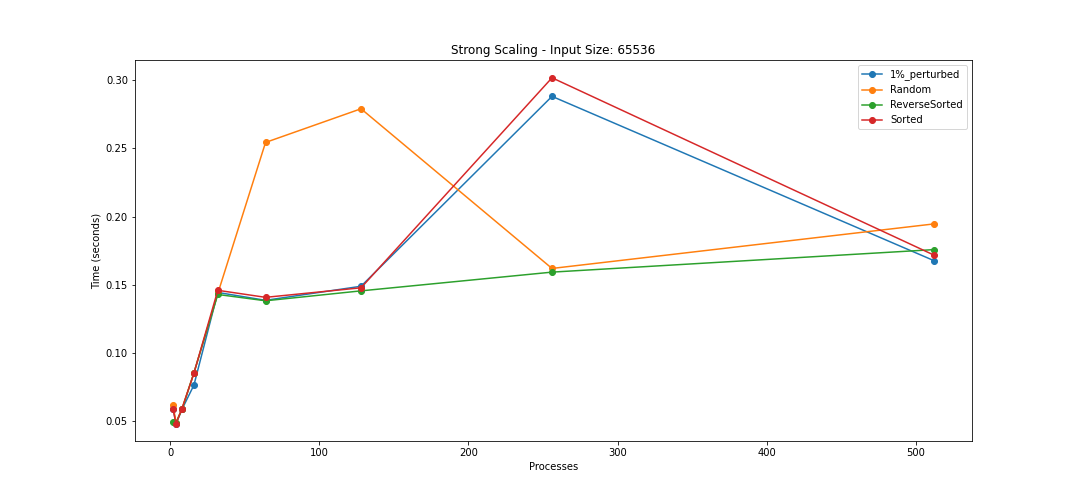 Strong Scaling - Input Size: 65536
1%_perturbed
Random
ReverseSorted
Sorted
Time (seconds)
0.30
0.25
0.20
0.15
0.10
0.05
0
100
200
300
400
500
Processes